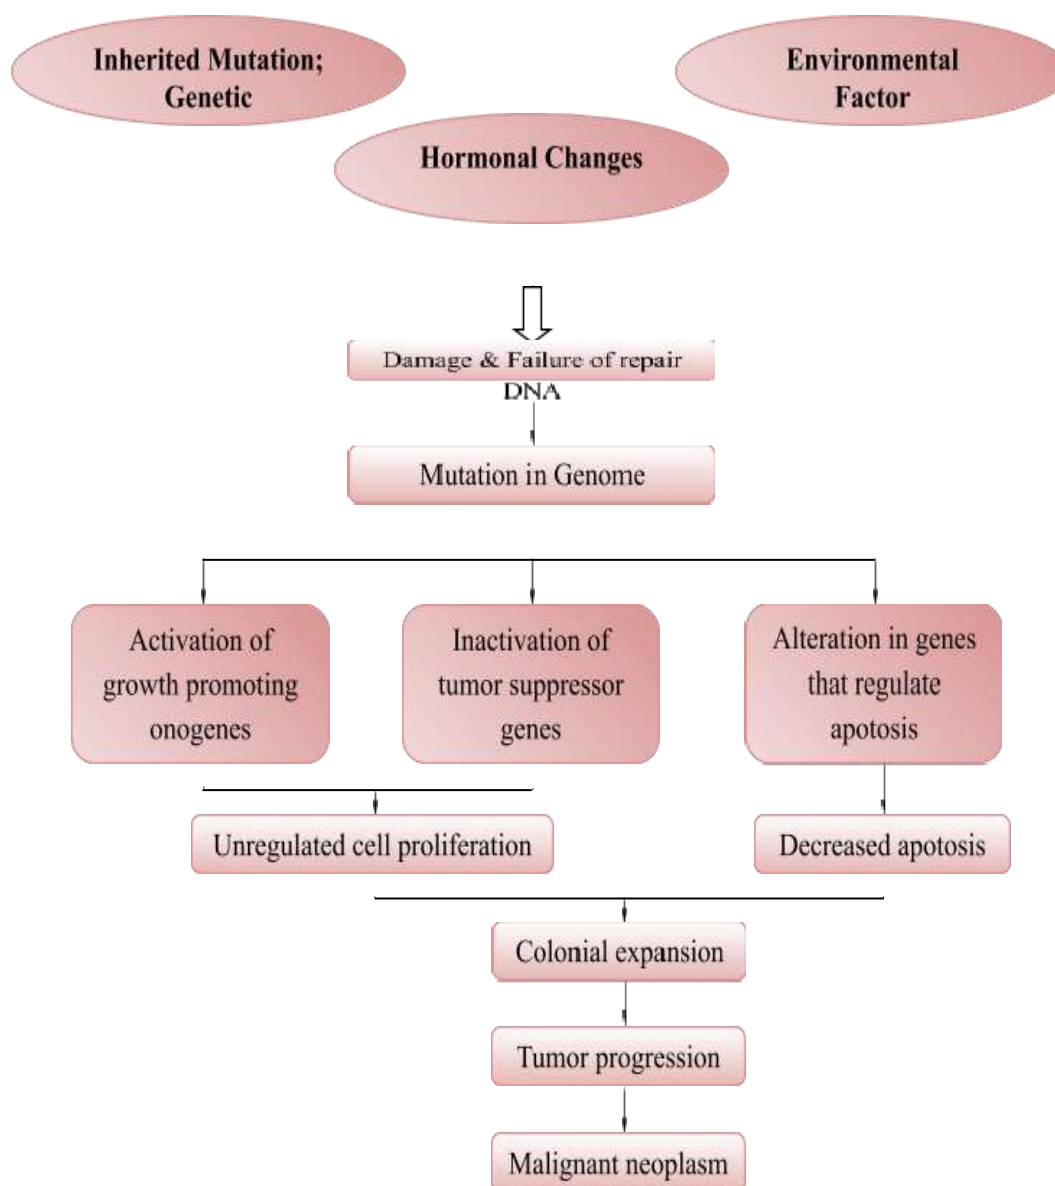 Inherited Mutation;
Genetic
Environmental
Factor
Hormonal Changes
Damage & Failure of repair
DNA
Mutation in Genome
Activation of
growth promoting
onogenes
Inactivation of
tumor suppressor
genes
Alteration in genes
that regulate
apotosis
Unregulated cell proliferation
Decreased apotosis
Colonial expansion
Tumor progression
Malignant neoplasm